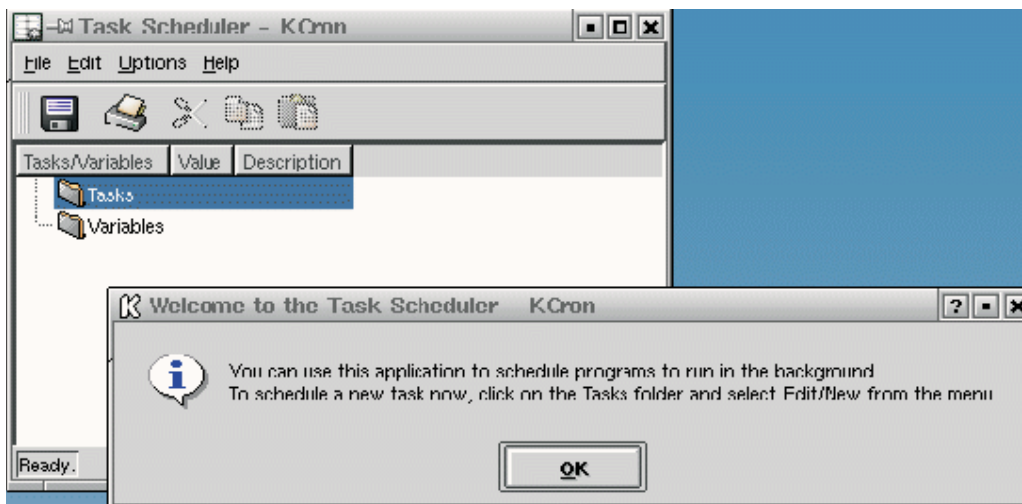 Task Scheduler - KCron
File Edit Options Help
Tasks/Variables Value Description
Tasks
Variables
Welcome to the Task Scheduler KCron
You can use this application to schedule programs to run in the background
To schedule a new task now, click on the Tasks folder and select Edit/New from the menu
OK
Ready.